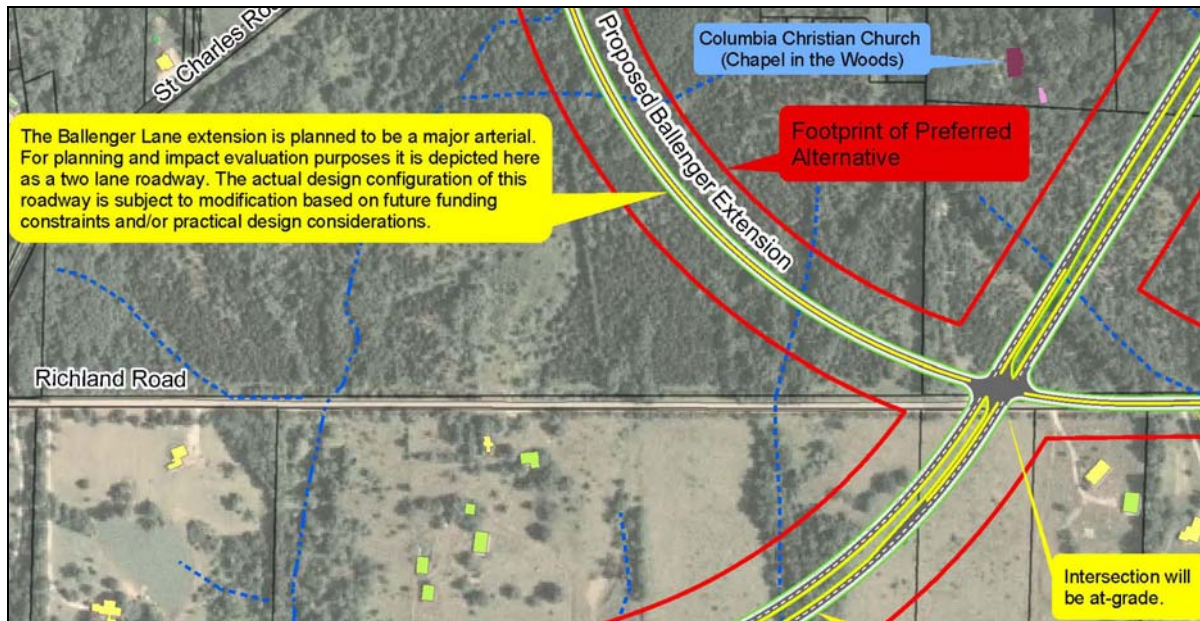 St Charles
Columbia Christian Church
(Chapel in the Woods)
Proposed Ballenger Extension
The Ballenger Lane extension is planned to be a major arterial.
For planning and impact evaluation purposes it is depicted here
as a two lane roadway. The actual design configuration of this
roadway is subject to modification based on future funding
constraints and/or practical design considerations.
Footprint of Preferred
Alternative
Richland Road
Intersection will
be at-grade.